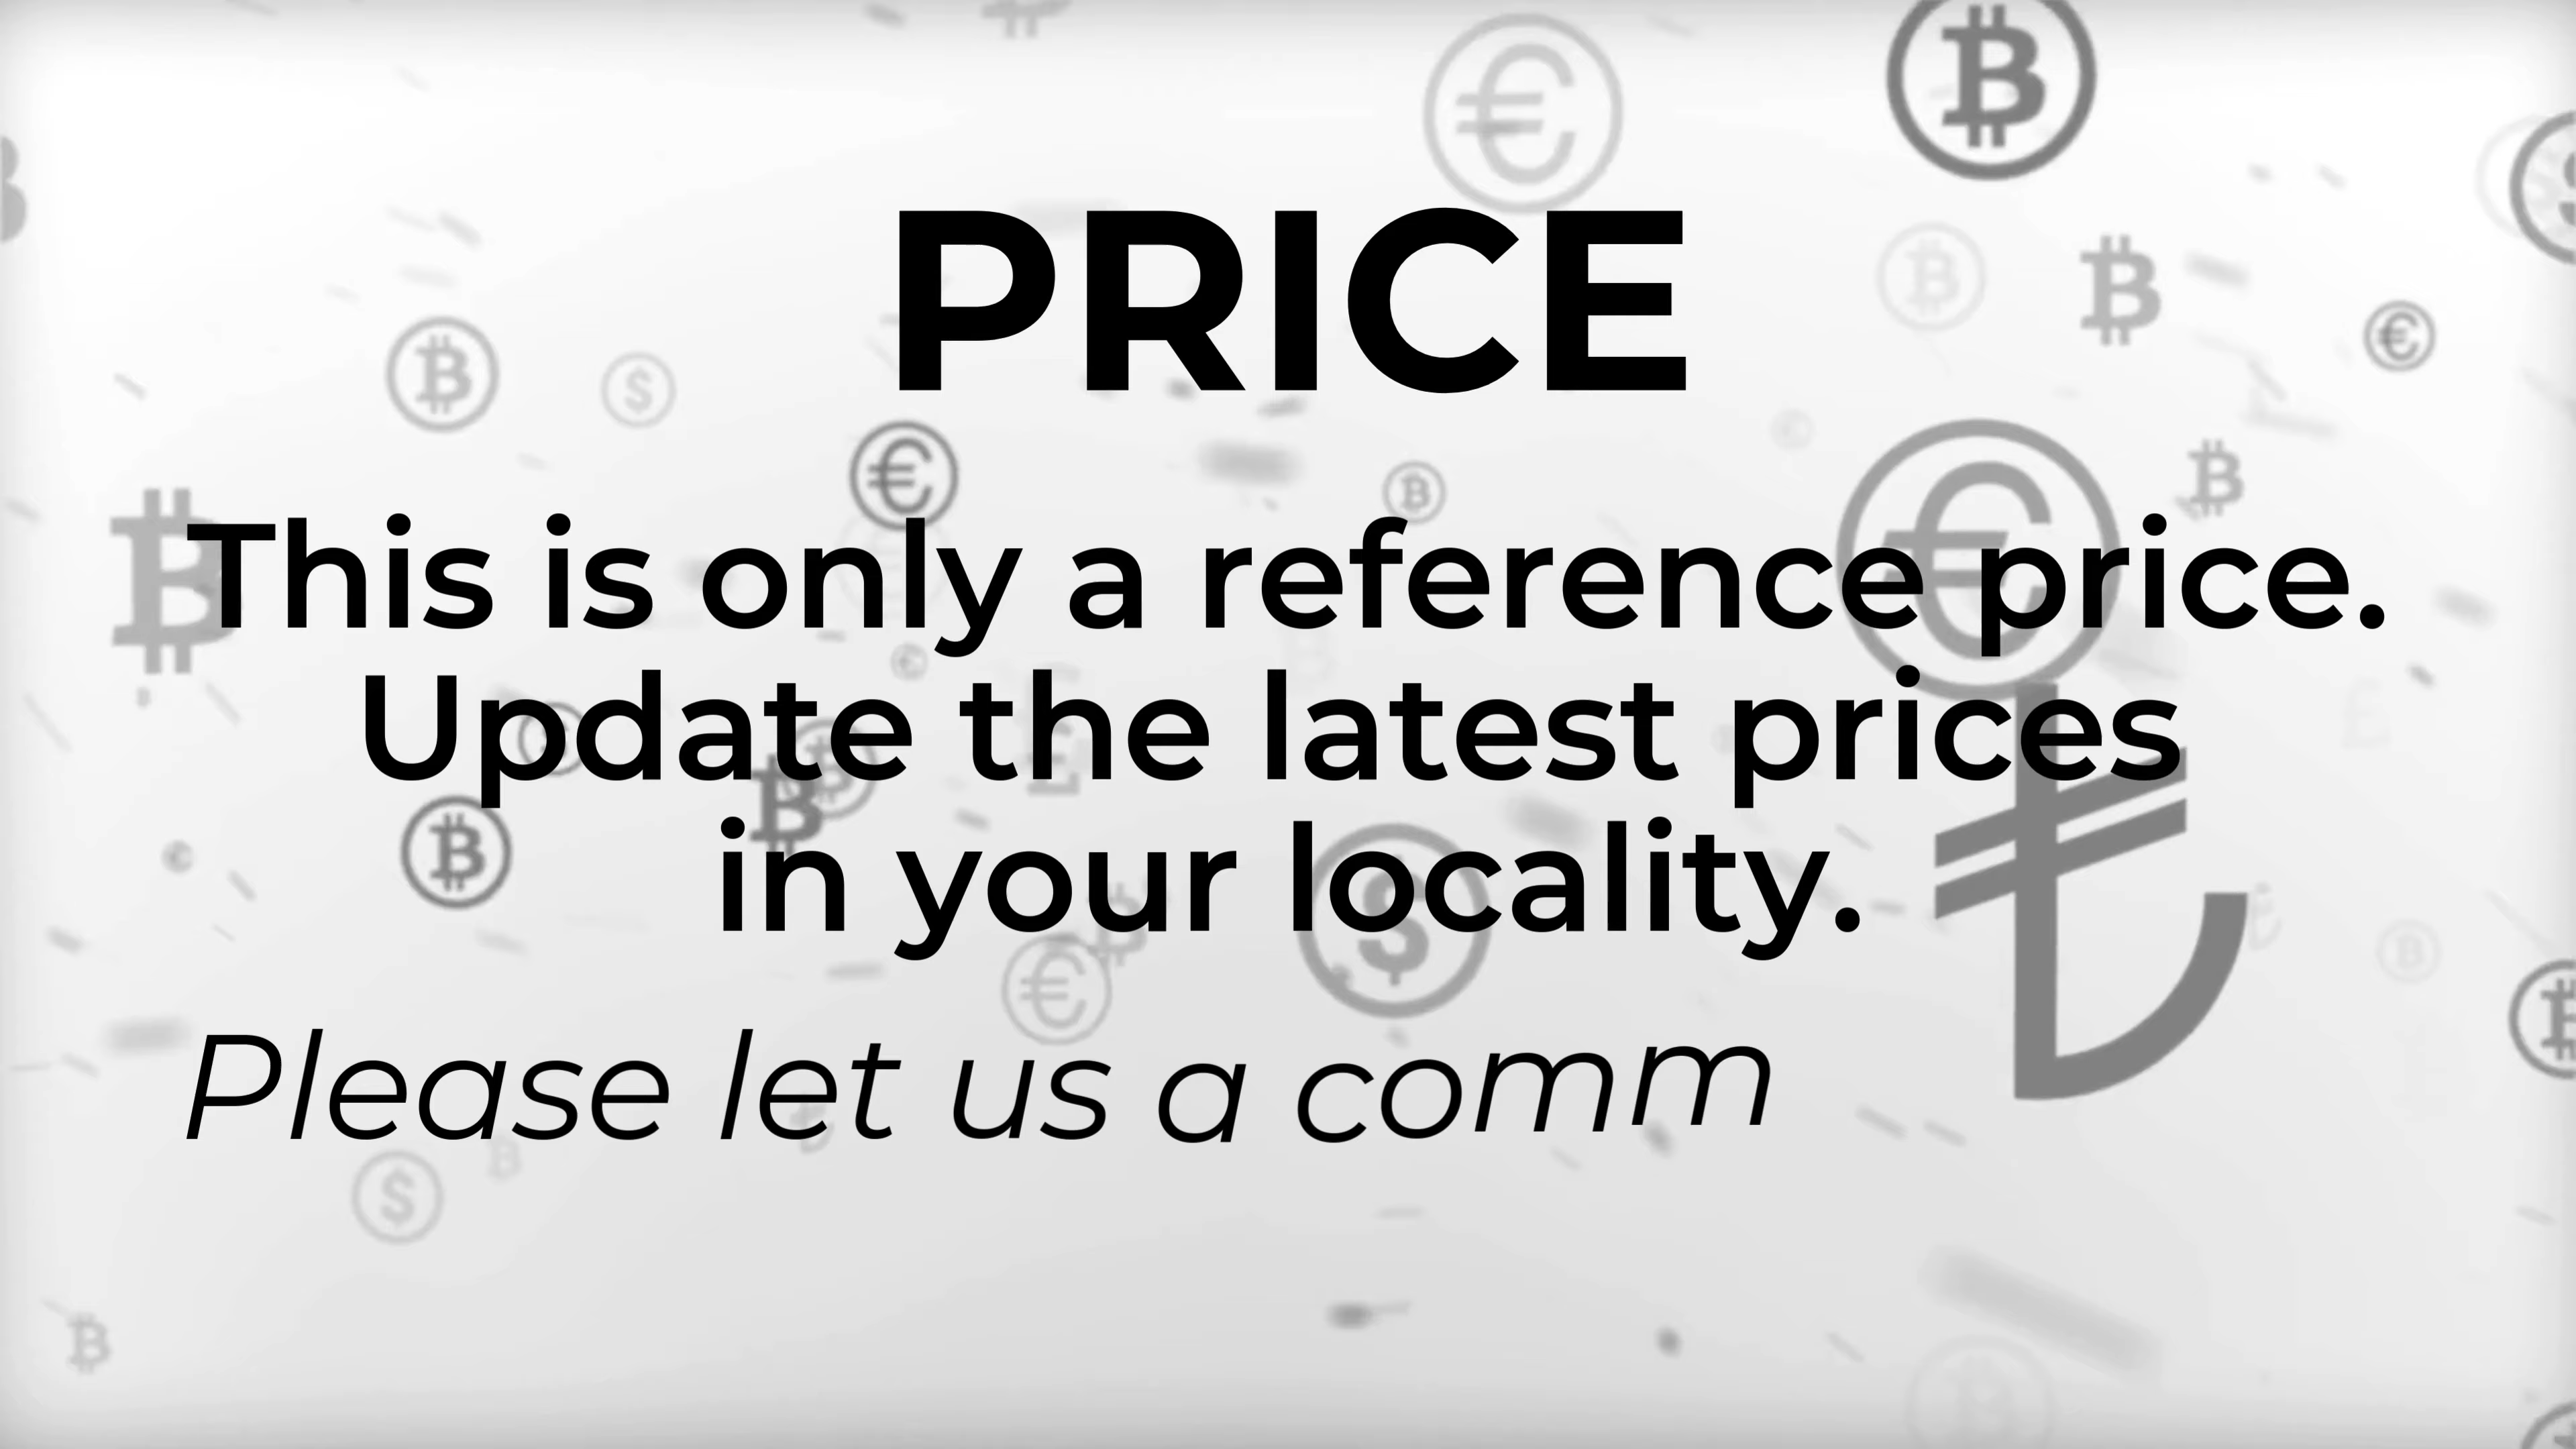 PRICE
This is only a reference price.
Update the latest prices
in your locality.
Please let us a comm